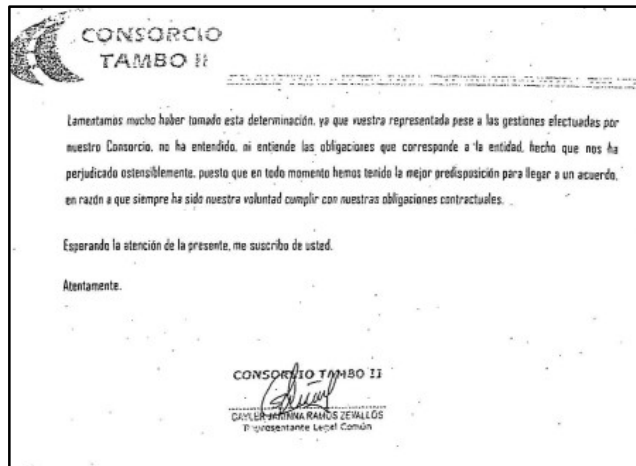 CONSORCIO
TAMBO II
Lamentamos mucho haber tomado esta determinación, ya que vuestra representada pese a las gestiones efectuadas por
nuestro Consorcio, no ha entendido, ni entiende las obligaciones que corresponde a la entidad, hecho que nos ha
perjudicado ostensiblemente, puesto que en todo momento hemos tenido la mejor predisposición para llegar a un acuerdo,
en razón a que siempre ha sido nuestra voluntad cumplir con nuestras obligaciones contractuales.
Esperando la atención de la presente, me suscribo de usted.
Atentamente.
CONSORCIO TAMBO II
RAMOS ZEVALLOS
Representante Legal Común